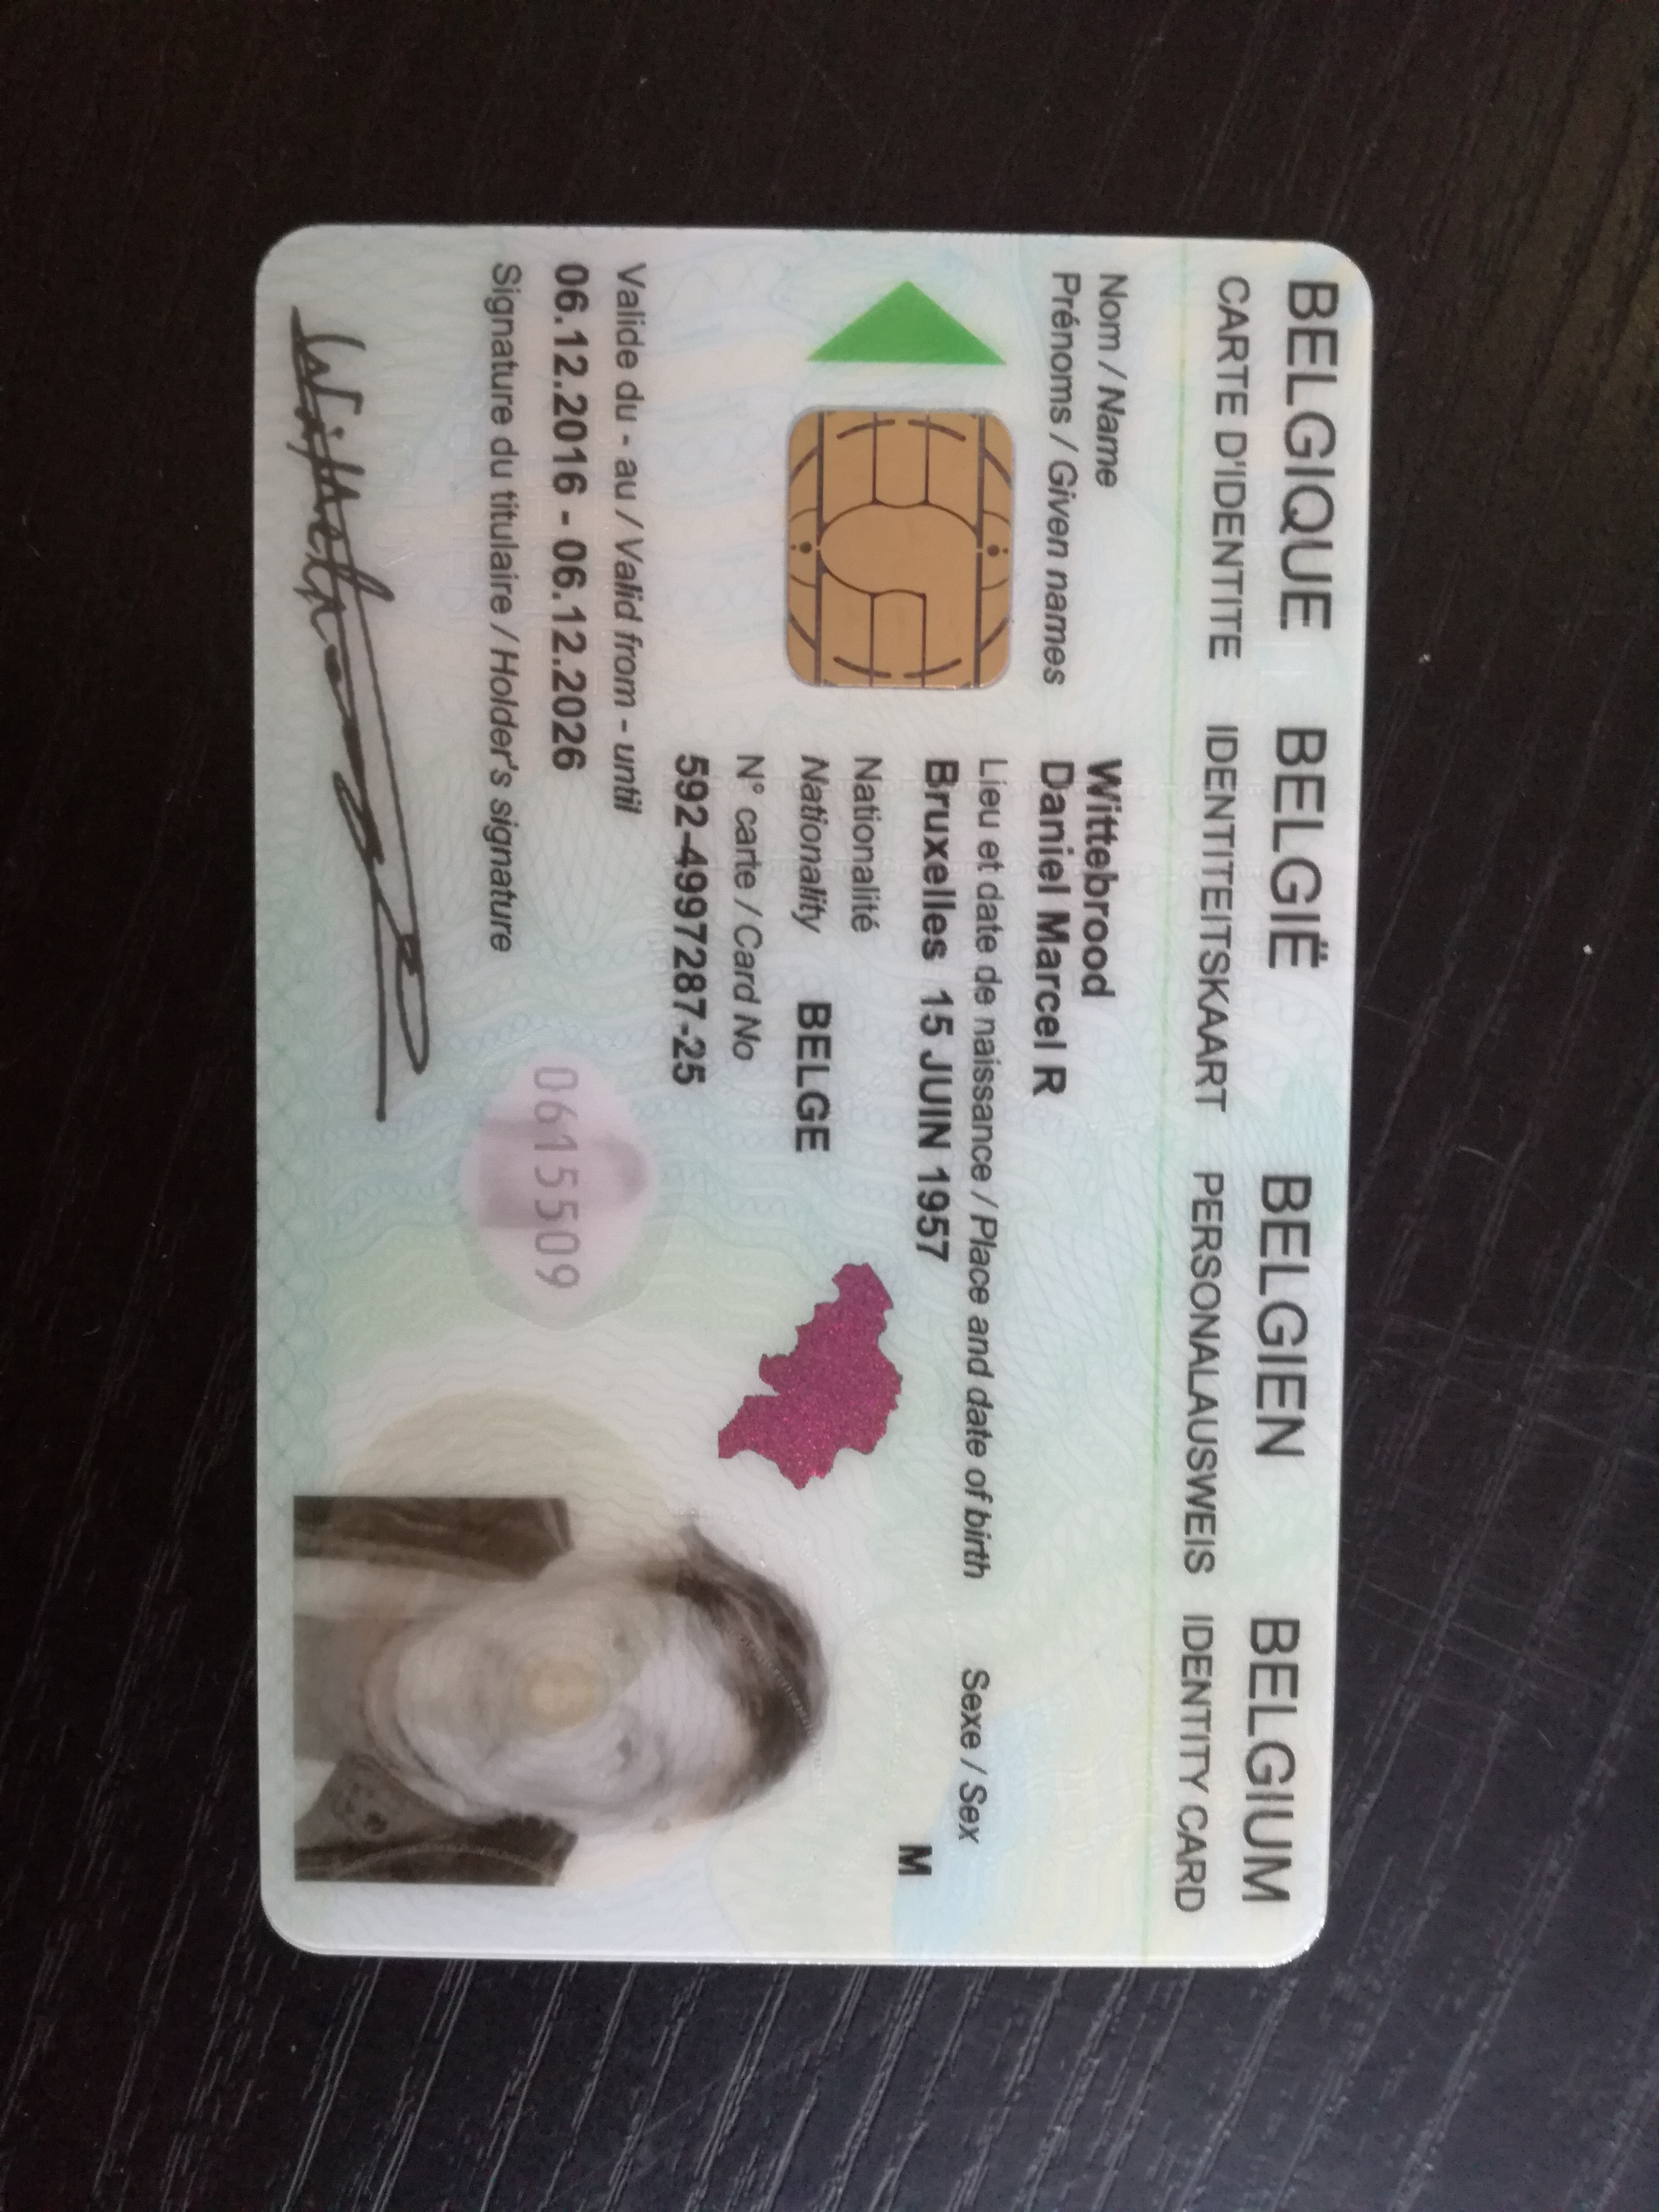 BELGIQUE BELGIË BELGIEN BELGIUM
CARTE D'IDENTITE IDENTITEITSKAART PERSONALAUSWEIS IDENTITY CARD
Nom / Name Wittebrood
Prénoms / Given names Daniel Marcel R
Lieu et date de naissance / Place and date of birth Sexe / Sex
Bruxelles 15 JUIN 1957 M
Nationalité
Nationality BELGE
N° carte / Card No
592-4997287-25
Valide du - au / Valid from - until
06.12.2016 - 06.12.2026
0615509
Signature du titulaire / Holder's signature